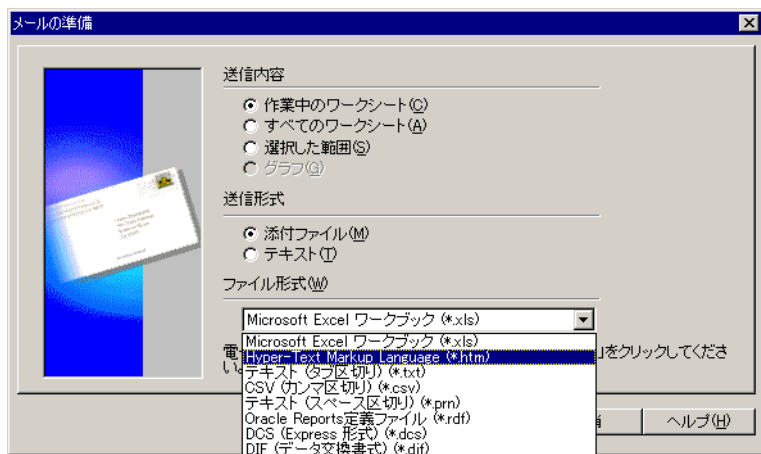 メールの準備
送信内容
作業中のワークシート(C)
すべてのワークシート(A)
選択した範囲(S)
グラフ(G)
送信形式
添付ファイル(M)
テキスト(T)
ファイル形式(W)
Microsoft Excel ワークブック (*.xls)
Microsoft Excel ワークブック (*.xls)
Hyper-Text Markup Language (*.htm)
テキスト (タブ区切り) (*.txt)
CSV (カンマ区切り) (*.csv)
テキスト (スペース区切り) (*.prn)
Oracle Reports定義ファイル (*.rdf)
DCS (Express 形式) (*.dcs)
DIF (データ交換書式) (*.dif)
電
をクリックしてくださ
い。
ヘルプ(H)